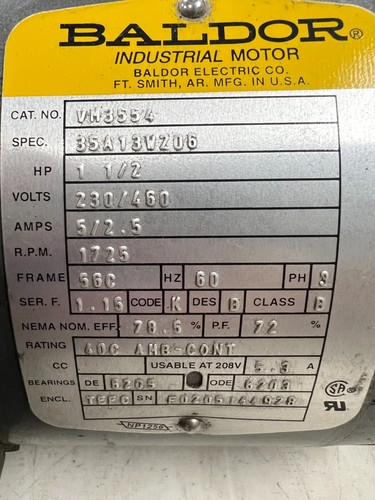 BALDOR®
INDUSTRIAL MOTOR
BALDOR ELECTRIC CO.
FT. SMITH, AR. MFG. IN U.S.A.
CAT. NO. VM3554
SPEC. 35A13WZ06
HP 1 1/2
VOLTS 230/460
AMPS 5/2.5
R.P.M. 1725
FRAME 56C HZ 60 PH 3
SER. F. 1.15 CODE K DES B CLASS B
NEMA NOM. EFF. 78.5 % P.F. 72 %
RATING 40C AMB-CONT
CC USABLE AT 208V 5.3 A
BEARINGS DE 6205 ODE 6203
ENCL. TEFC SN
NP1256